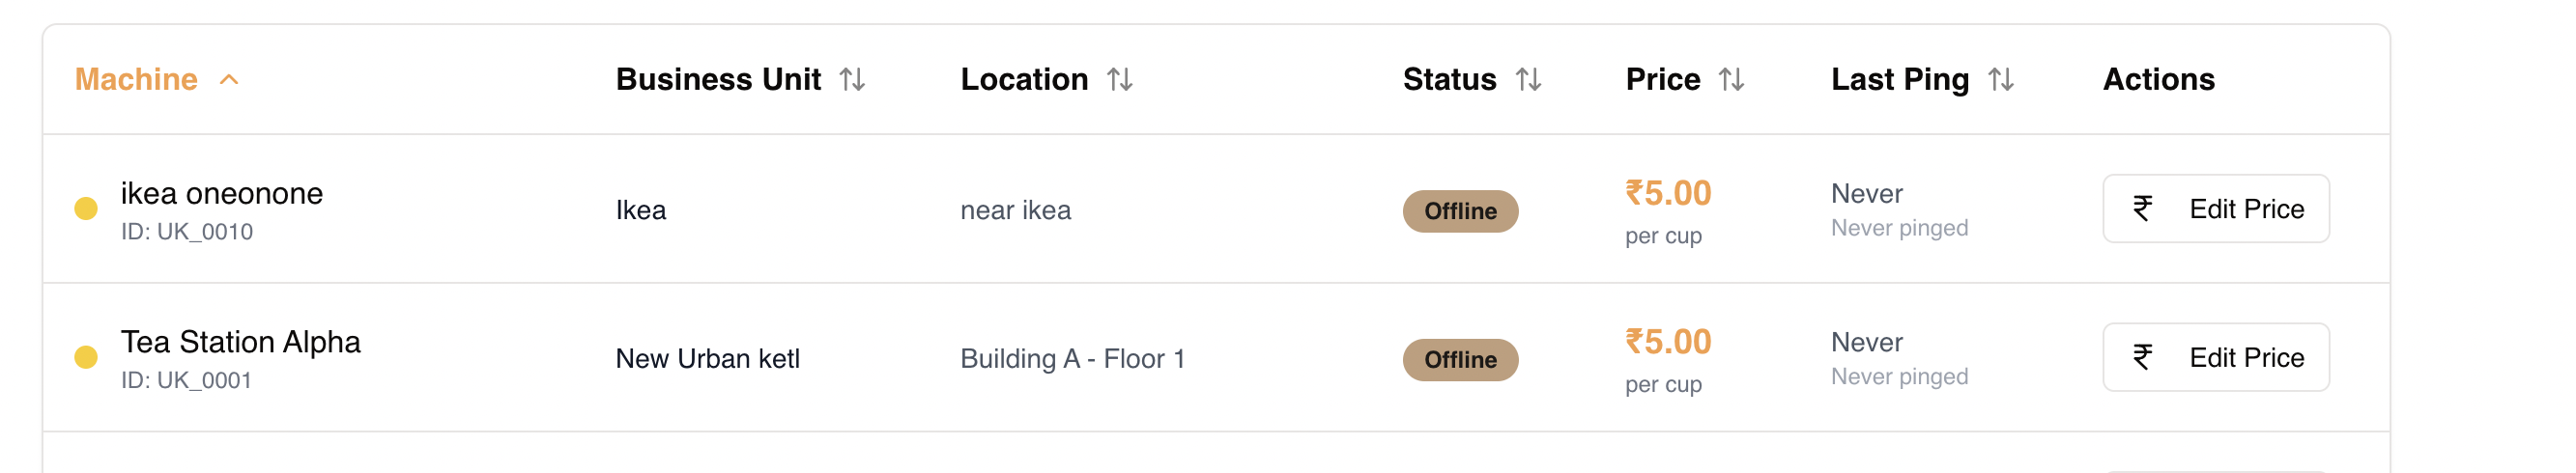 Machine Business Unit Location Status Price Last Ping Actions
ikea oneonone
ID: UK_0010
Ikea
near ikea
Offline
₹5.00
per cup
Never
Never pinged
₹ Edit Price
Tea Station Alpha
ID: UK_0001
New Urban ketl
Building A - Floor 1
Offline
₹5.00
per cup
Never
Never pinged
₹ Edit Price